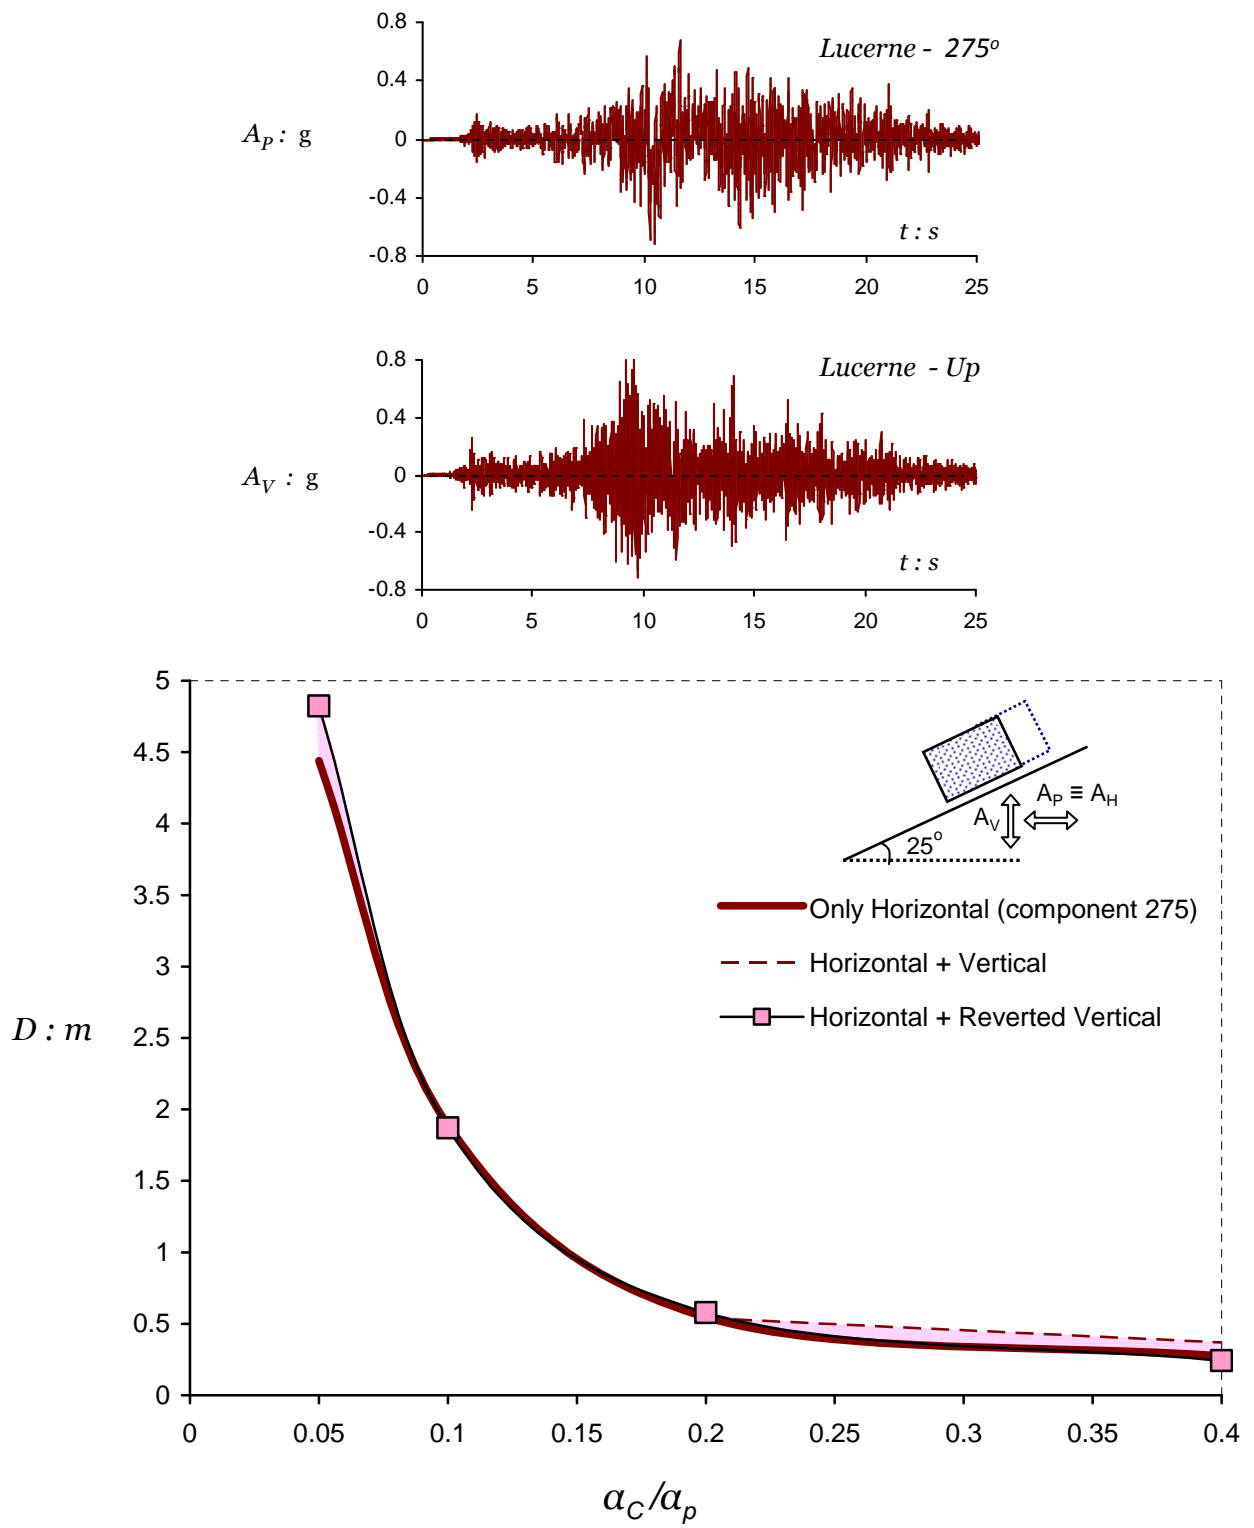 0.8
Lucerne - 275º
0.4
A_P : g
0
-0.4
t : s
-0.8
0 5 10 15 20 25
0.8
Lucerne - Up
0.4
A_V : g
0
-0.4
t : s
-0.8
0 5 10 15 20 25
5
4.5
A_P ≡ A_H
A_V
4
25°
3.5
Only Horizontal (component 275)
3
Horizontal + Vertical
D : m
2.5
Horizontal + Reverted Vertical
2
1.5
1
0.5
0
0 0.05 0.1 0.15 0.2 0.25 0.3 0.35 0.4
α_C/α_p